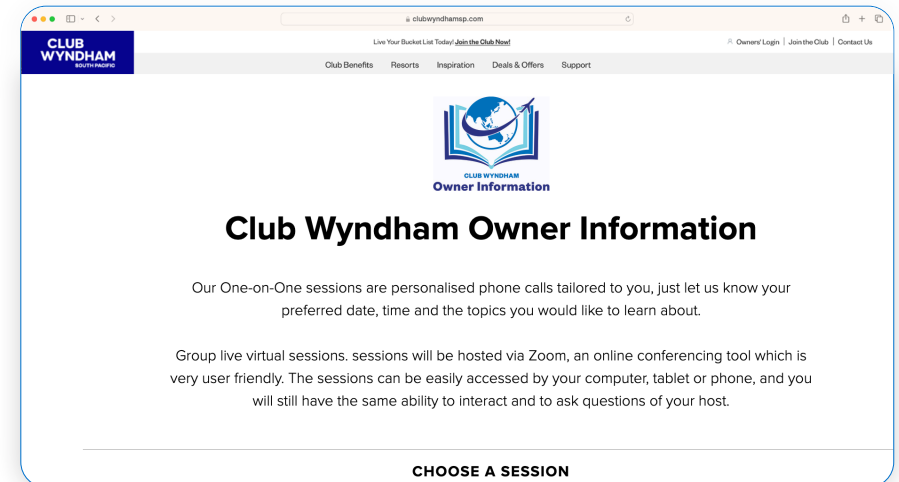 clubwyndhamsp.com
CLUB
WYNDHAM
SOUTH PACIFIC
Live Your Bucket List Today! Join the Club Now!
Owners' Login | Join the Club | Contact Us
Club Benefits Resorts Inspiration Deals & Offers Support
CLUB WYNDHAM
Owner Information
Club Wyndham Owner Information
Our One-on-One sessions are personalised phone calls tailored to you, just let us know your
preferred date, time and the topics you would like to learn about.
Group live virtual sessions. sessions will be hosted via Zoom, an online conferencing tool which is
very user friendly. The sessions can be easily accessed by your computer, tablet or phone, and you
will still have the same ability to interact and to ask questions of your host.
CHOOSE A SESSION